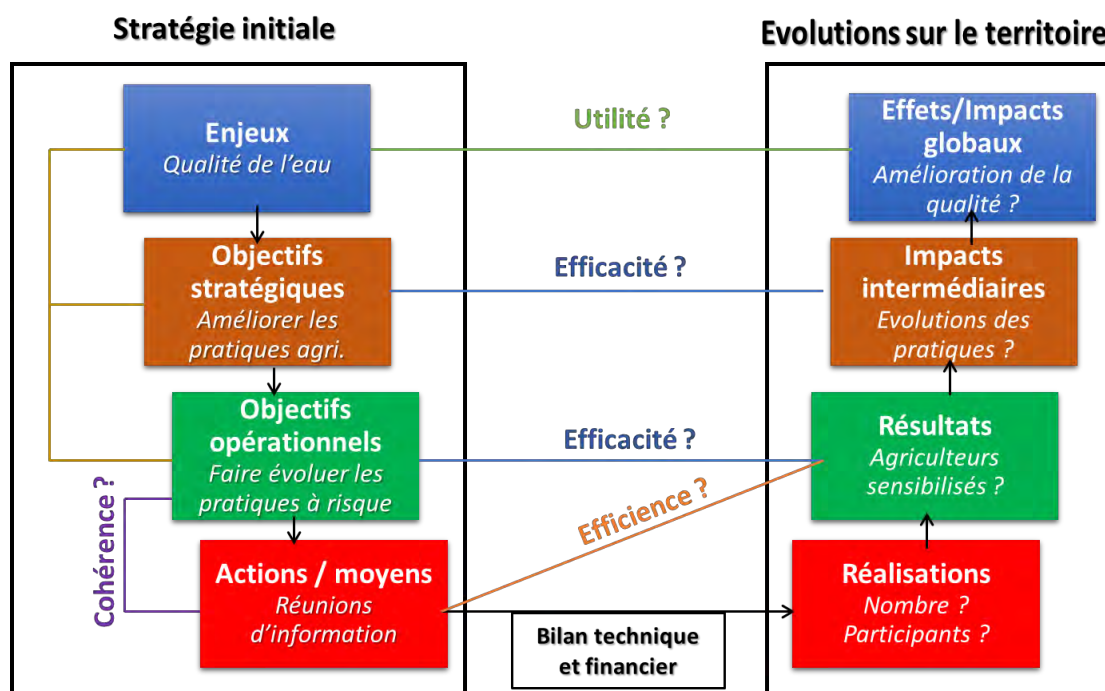 Stratégie initiale
Evolutions sur le territoire
Enjeux
Qualité de l'eau
Utilité ?
Effets/Impacts
globaux
Amélioration de la
qualité ?
Objectifs
stratégiques
Améliorer les
pratiques agri.
Efficacité ?
Impacts
intermédiaires
Evolutions des
pratiques ?
Objectifs
opérationnels
Faire évoluer les
pratiques à risque
Efficacité ?
Résultats
Agriculteurs
sensibilisés ?
Cohérence ?
Efficience ?
Actions / moyens
Réunions
d'information
Bilan technique
et financier
Réalisations
Nombre ?
Participants ?